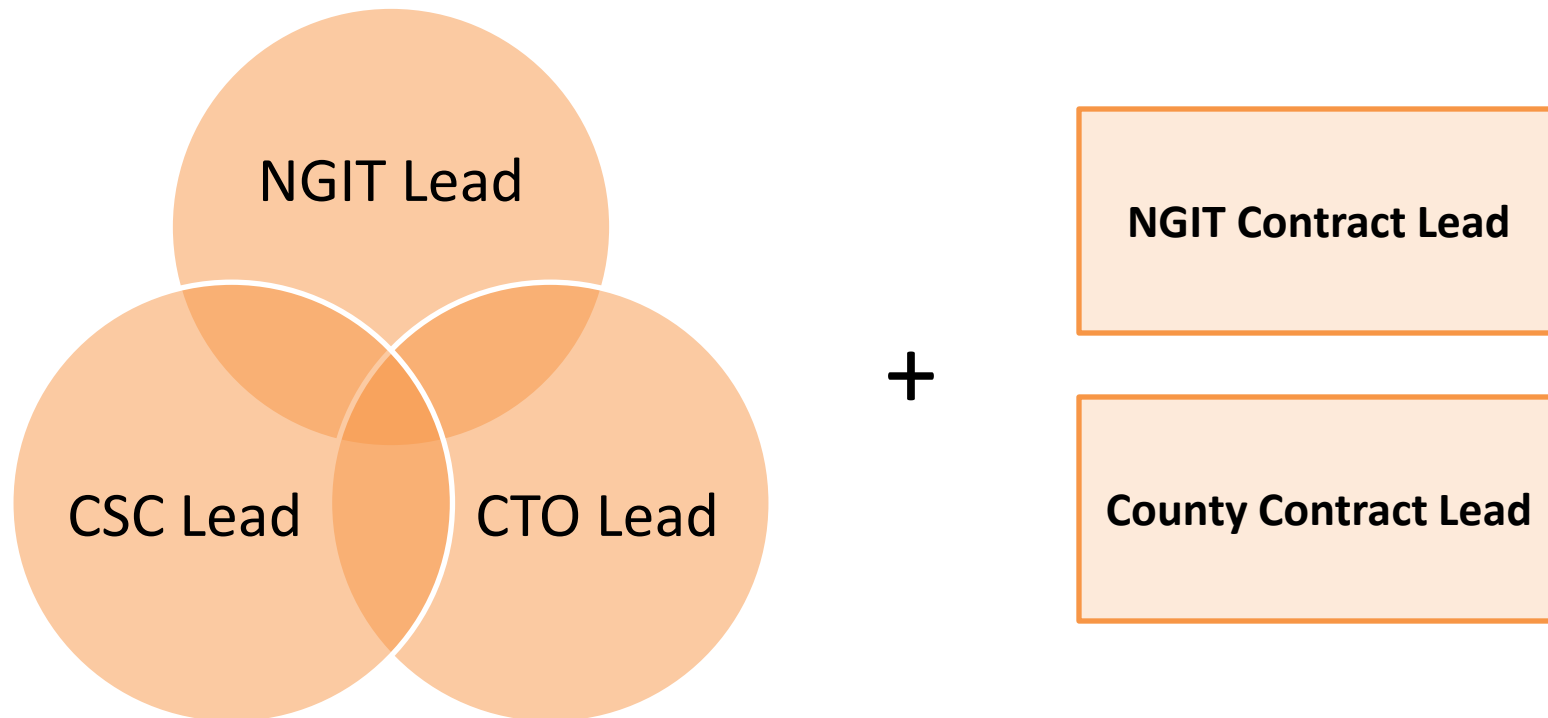 NGIT Lead
CSC Lead
CTO Lead
+
NGIT Contract Lead
County Contract Lead